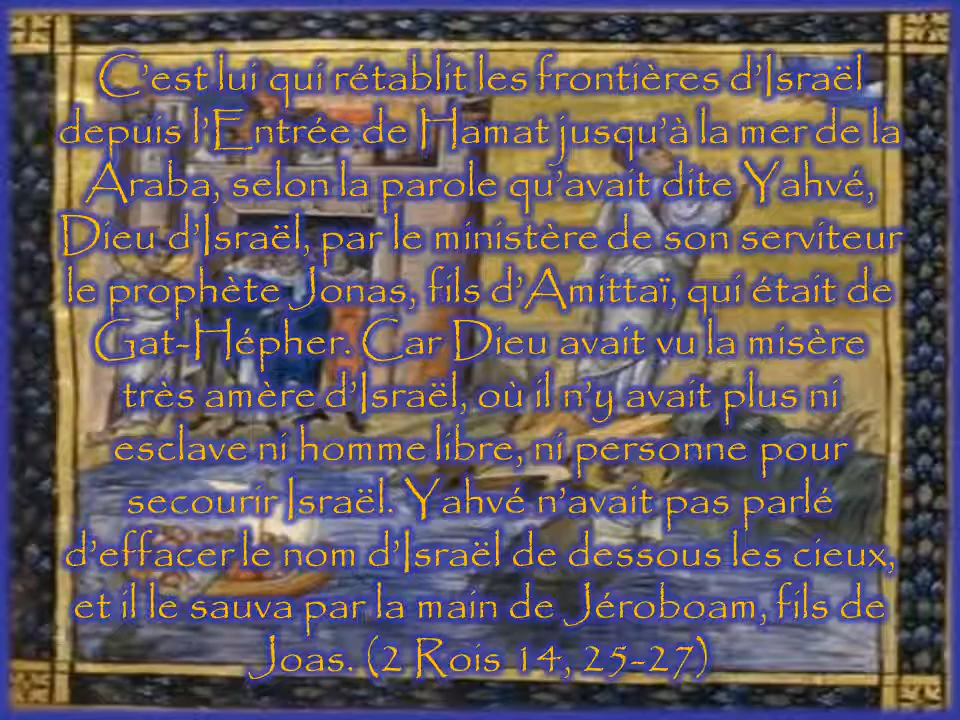 C’est lui qui rétablit les frontières d’Israël
depuis l’Entrée de Hamat jusqu’à la mer de la
Araba, selon la parole qu’avait dite Yahvé,
Dieu d’Israël, par le ministère de son serviteur
le prophète Jonas, fils d’Amittaï, qui était de
Gat-Hépher. Car Dieu avait vu la misère
très amère d’Israël, où il n’y avait plus ni
esclave ni homme libre, ni personne pour
secourir Israël. Yahvé n’avait pas parlé
d’effacer le nom d’Israël de dessous les cieux,
et il le sauva par la main de Jéroboam, fils de
Joas. (2 Rois 14, 25-27)